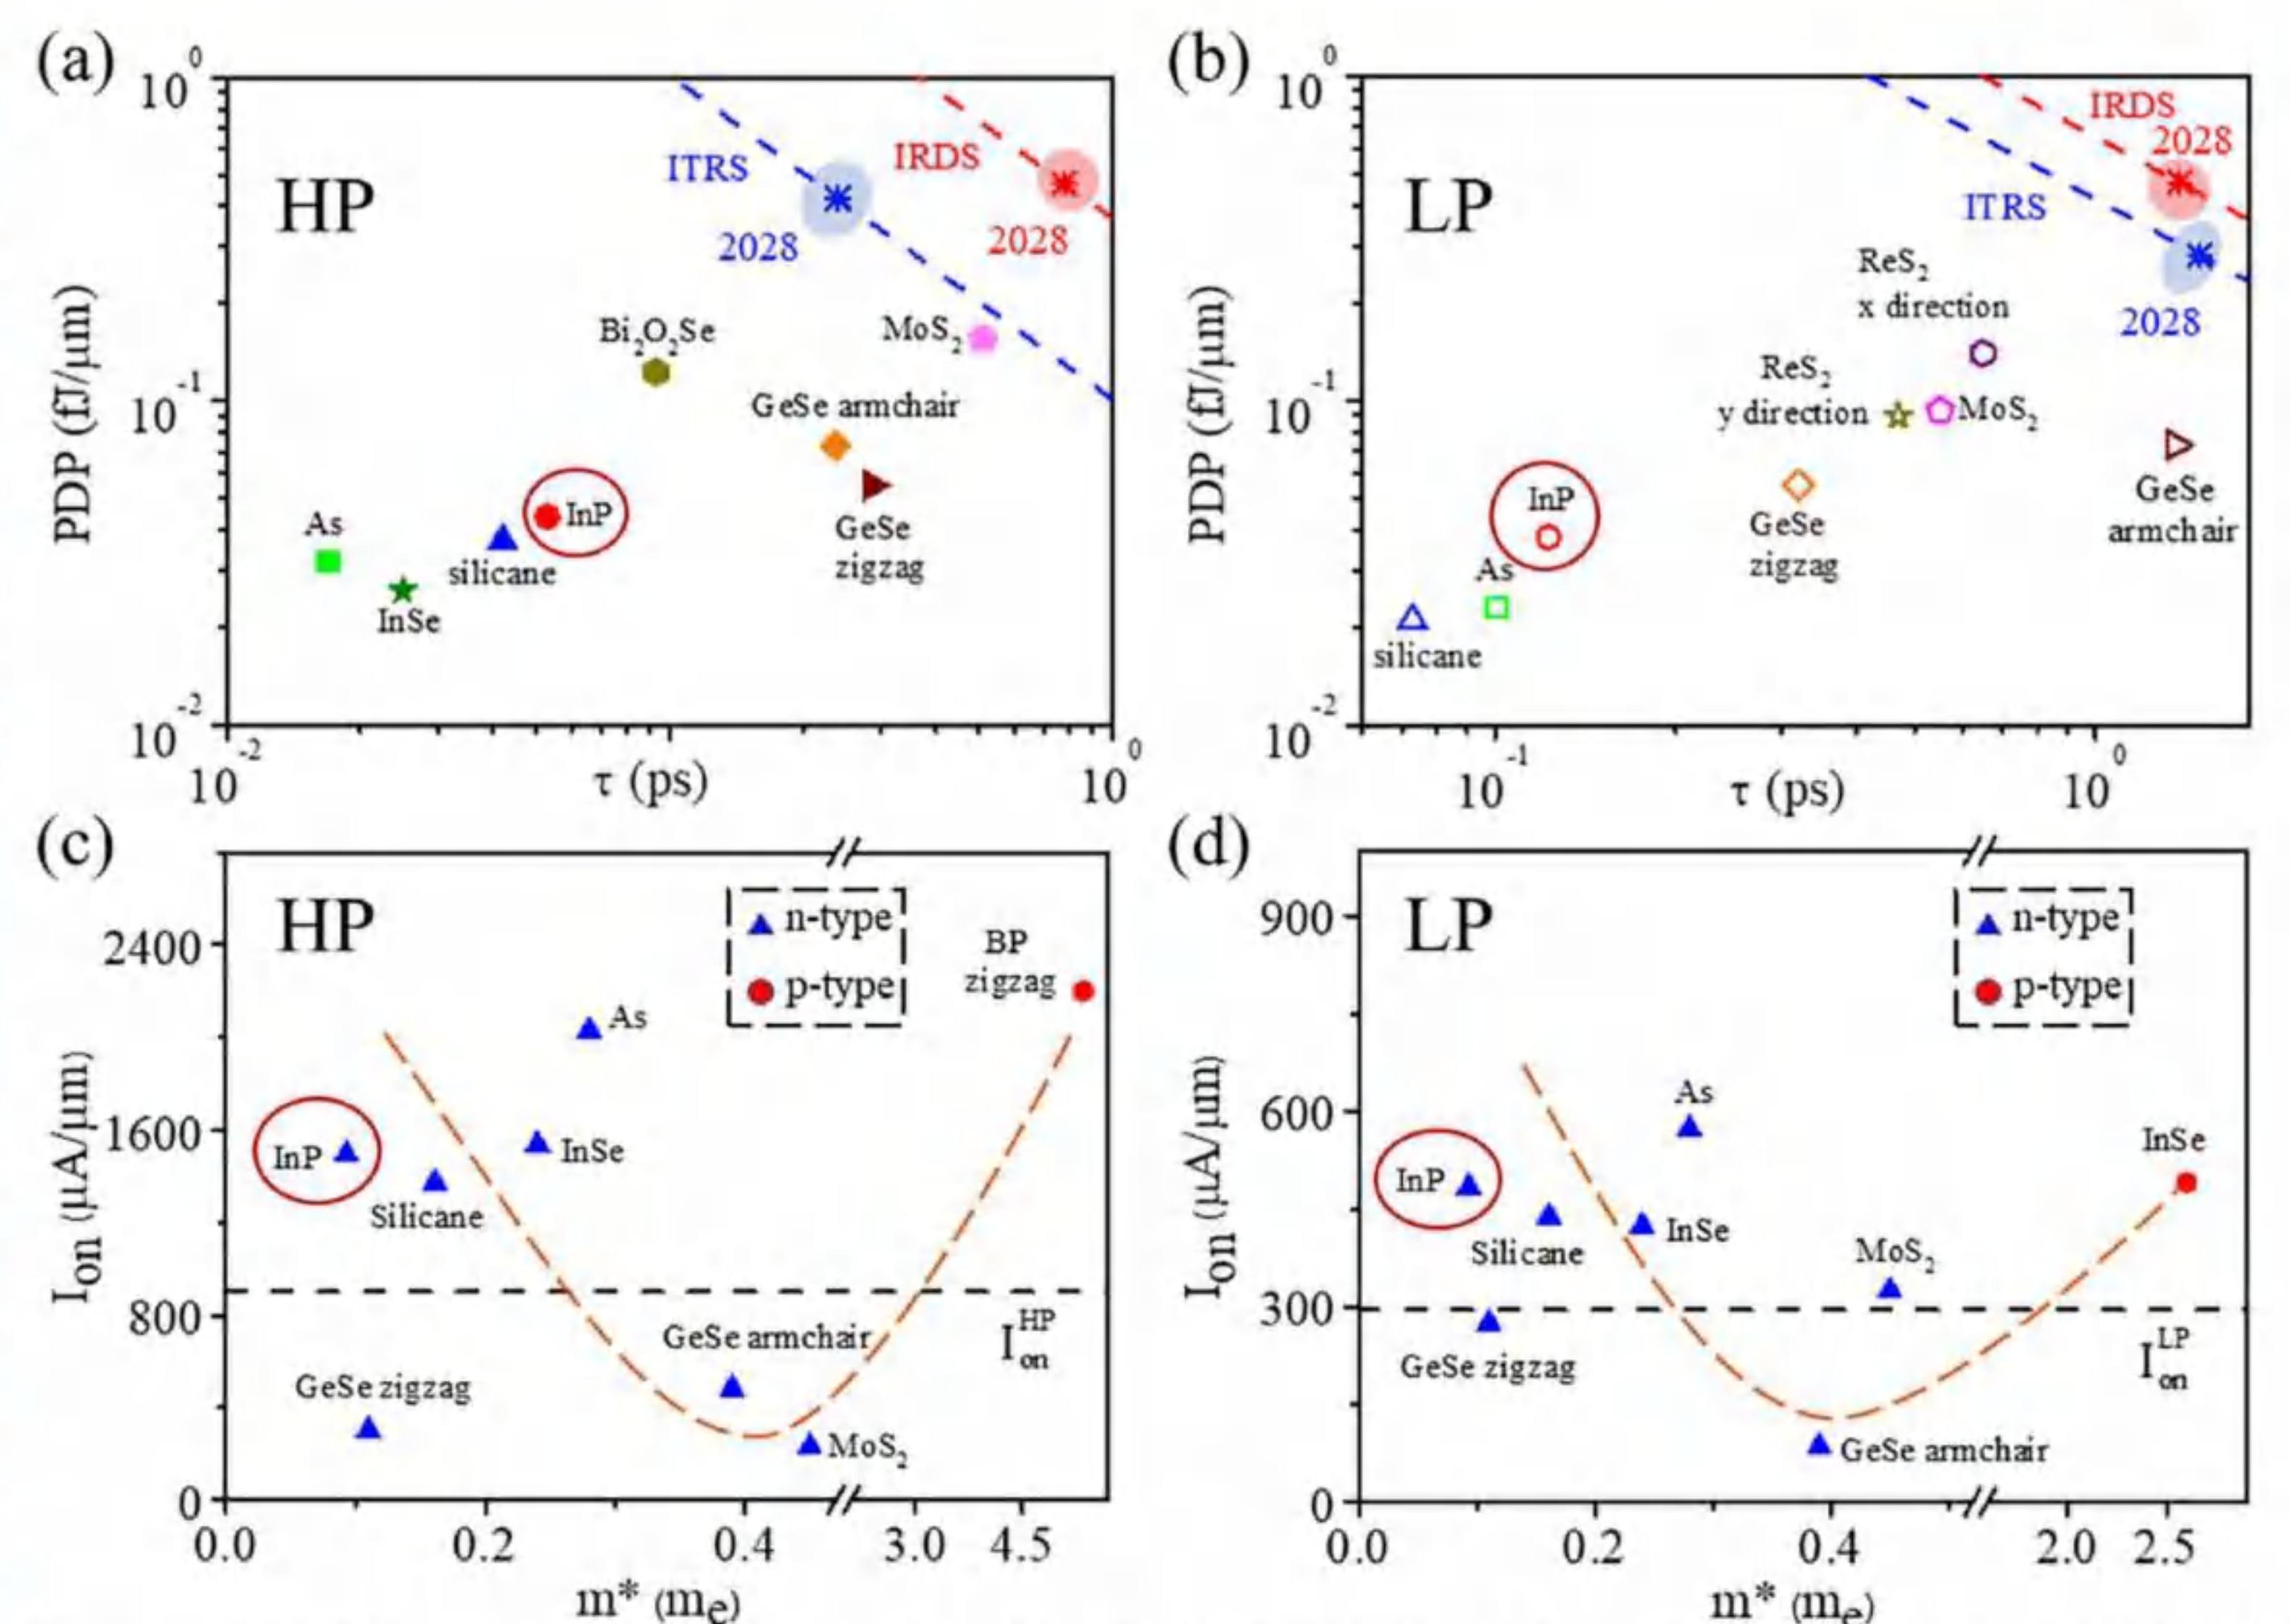 (a)
HP
10^0
10^-1
10^-2
PDP (fJ/μm)
ITRS
2028
IRDS
2028
Bi2O2Se
MoS2
GeSe armchair
As
InSe
silicane
InP
GeSe
zigzag
10^-2
τ (ps)
10^0
(b)
LP
10^0
10^-1
10^-2
PDP (fJ/μm)
IRDS
2028
ITRS
2028
ReS2
x direction
ReS2
y direction
MoS2
InP
As
silicane
GeSe
zigzag
GeSe
armchair
10^-1
τ (ps)
10^0
(c)
HP
n-type
p-type
BP
zigzag
2400
1600
800
0
Ion (μA/μm)
As
InP
InSe
Silicane
GeSe armchair
Ion^HP
GeSe zigzag
MoS2
0.0
0.2
0.4
3.0
4.5
m* (me)
(d)
LP
n-type
p-type
900
600
300
0
Ion (μA/μm)
As
InSe
InP
Silicane
InSe
MoS2
GeSe zigzag
Ion^LP
GeSe armchair
0.0
0.2
0.4
2.0
2.5
m* (me)